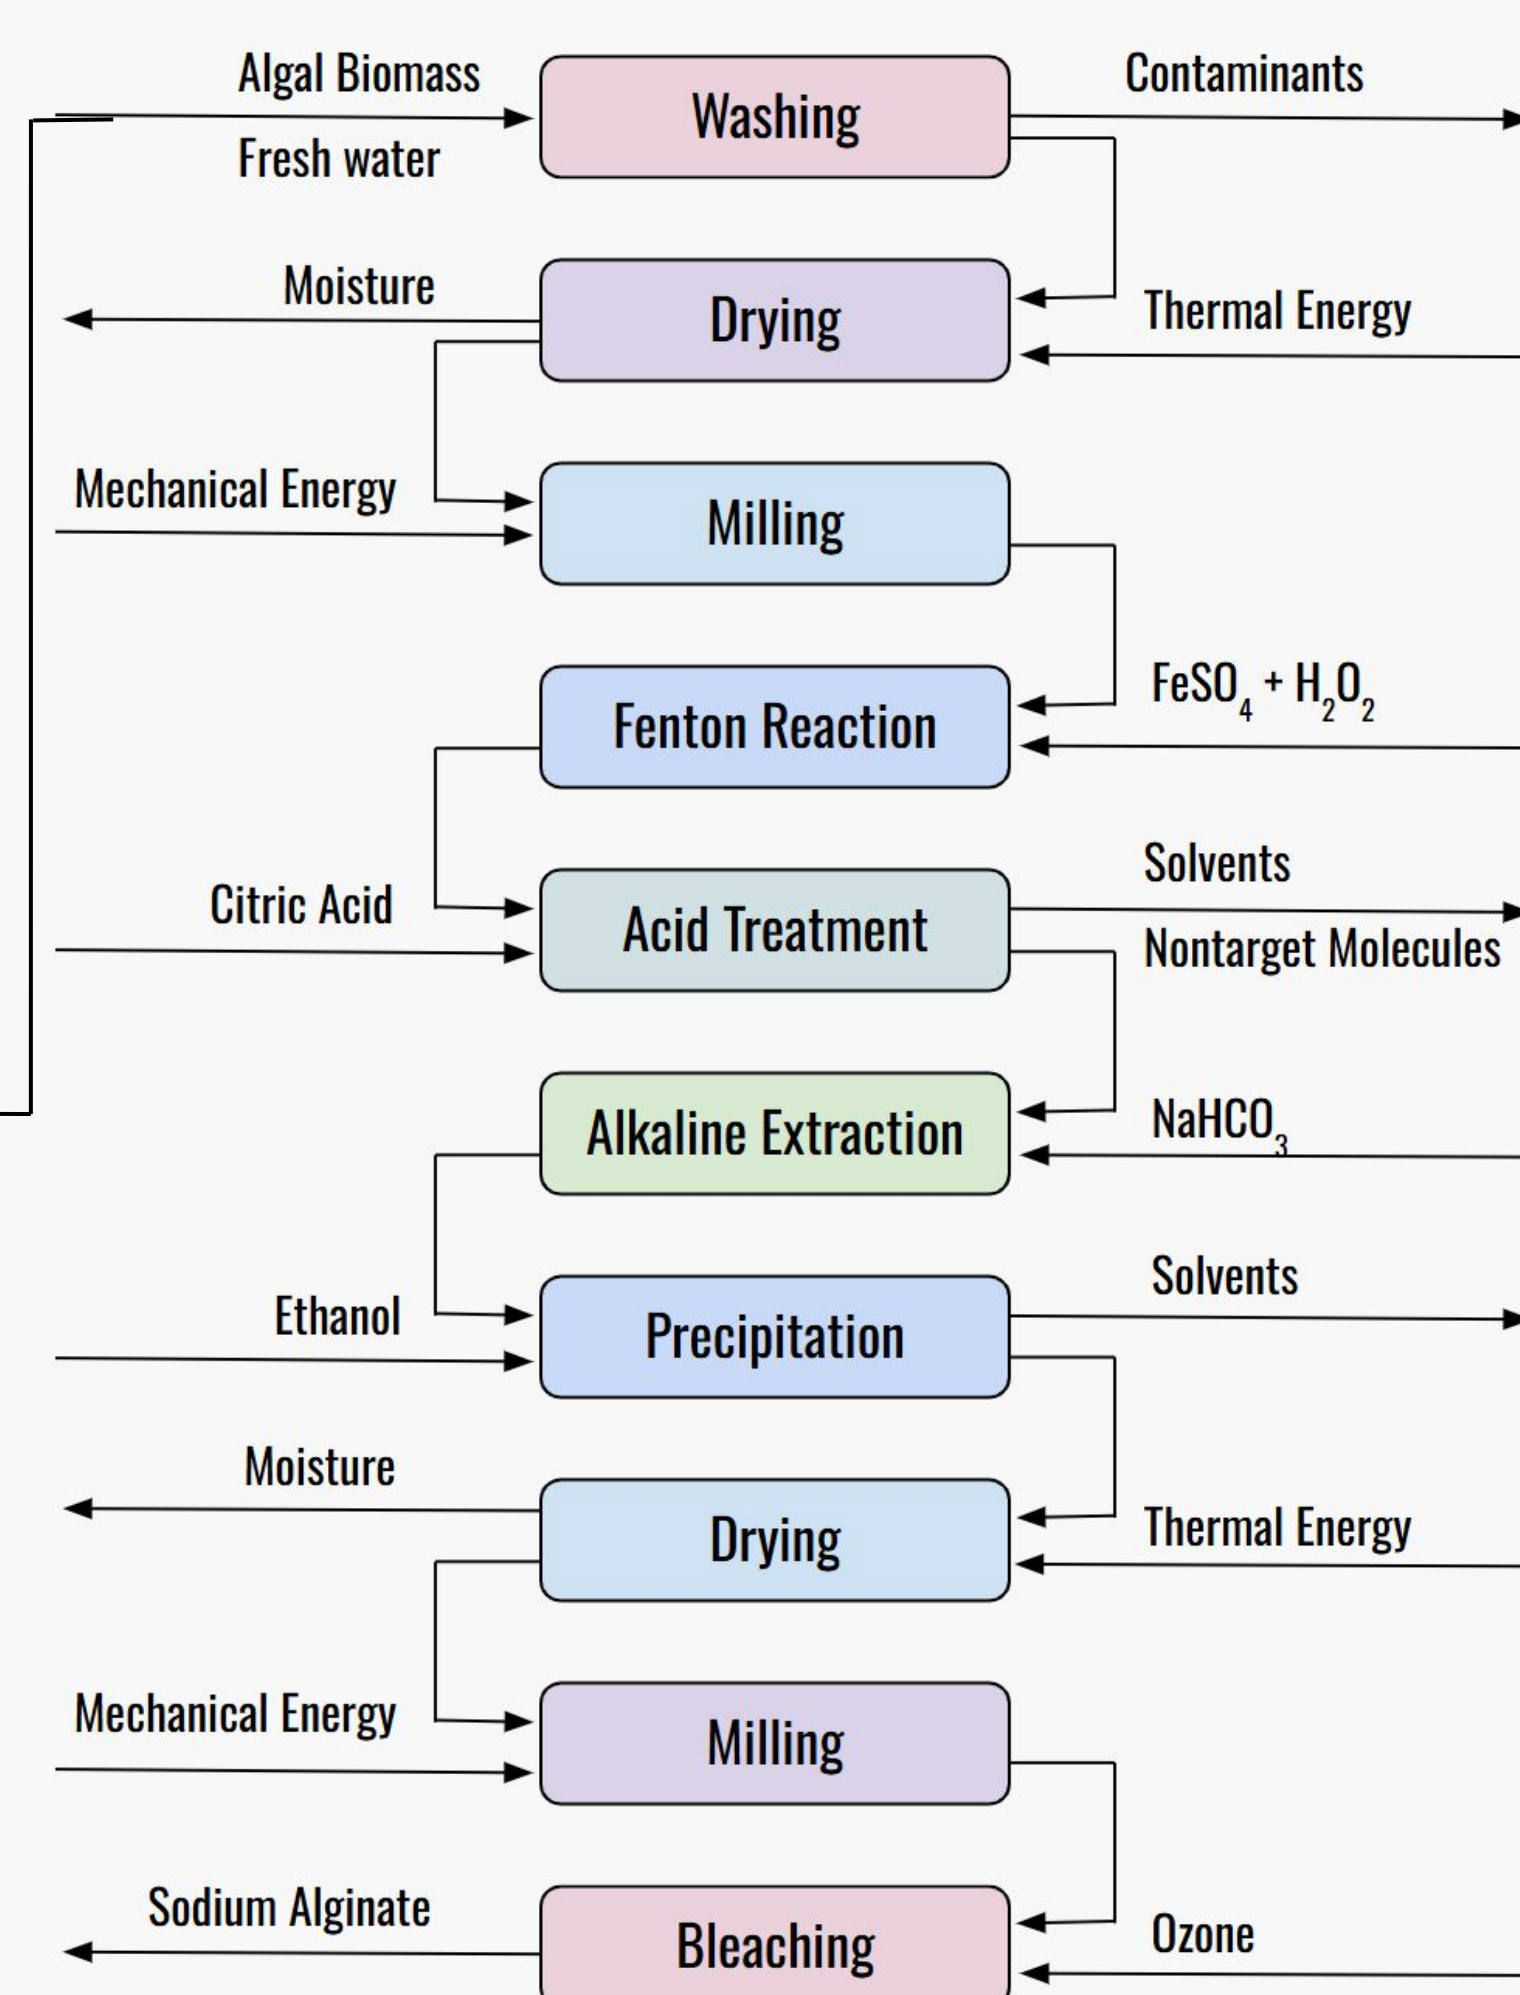 Algal Biomass
Washing
Contaminants
Fresh water
Moisture
Drying
Thermal Energy
Mechanical Energy
Milling
Fenton Reaction
FeSO₄ + H₂O₂
Citric Acid
Acid Treatment
Solvents
Nontarget Molecules
Alkaline Extraction
NaHCO₃
Ethanol
Precipitation
Solvents
Moisture
Drying
Thermal Energy
Mechanical Energy
Milling
Sodium Alginate
Bleaching
Ozone